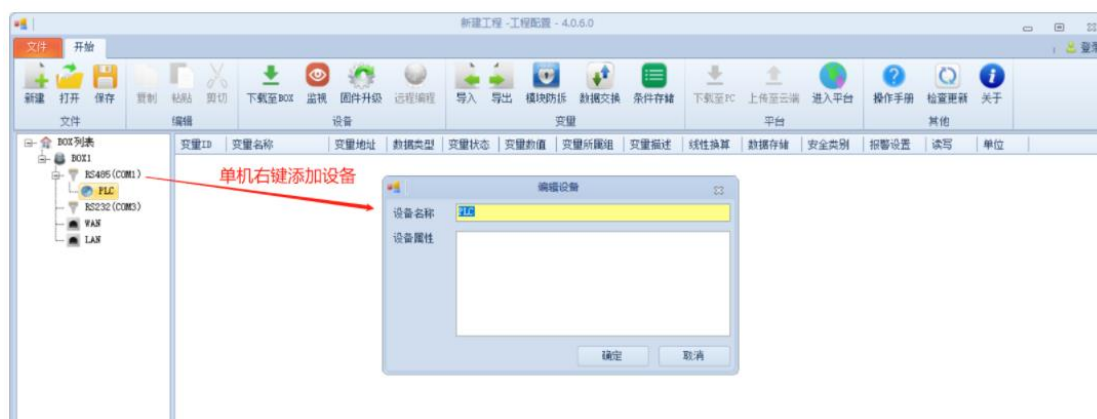 新建工程 - 工程配置 - 4.0.6.0
文件 开始 登录
新建 打开 保存 复制 粘贴 剪切 下载至BOX 监视 固件升级 远程编程 导入 导出 模块防拆 数据交换 条件存储 下载至PC 上传至云端 进入平台 操作手册 检查更新 关于
文件 编辑 设备 变量 平台 其他
BOX列表
变量ID 变量名称 变量地址 数据类型 变量状态 变量数值 变量所属组 变量描述 线性换算 数据存储 安全类别 报警设置 读写 单位
BOX1
RS485(COM1)
PLC
RS232(COM3)
WAN
LAN
单机右键添加设备
编辑设备
设备名称 PLC
设备属性
确定 取消